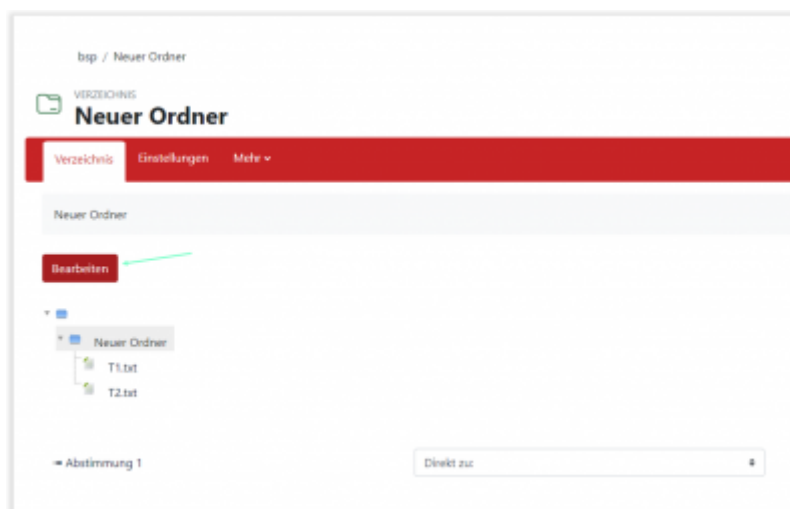 bsp / Neuer Ordner
VERZEICHNIS
Neuer Ordner
Verzeichnis Einstellungen Mehr
Neuer Ordner
Bearbeiten
Neuer Ordner
T1.txt
T2.txt
Abstimmung 1 Direkt zu: